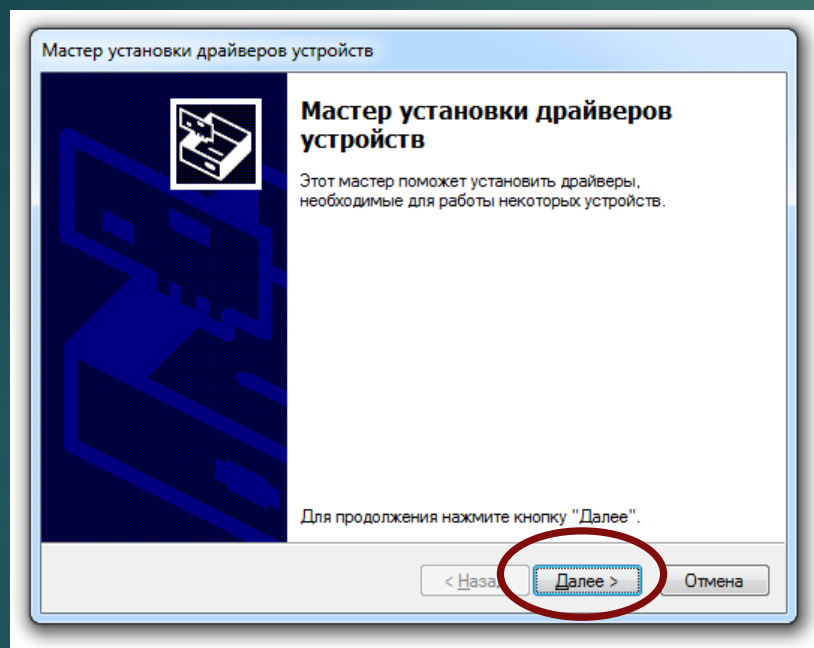 Мастер установки драйверов устройств
Мастер установки драйверов
устройств
Этот мастер поможет установить драйверы,
необходимые для работы некоторых устройств.
Для продолжения нажмите кнопку "Далее".
< Наза Далее > Отмена